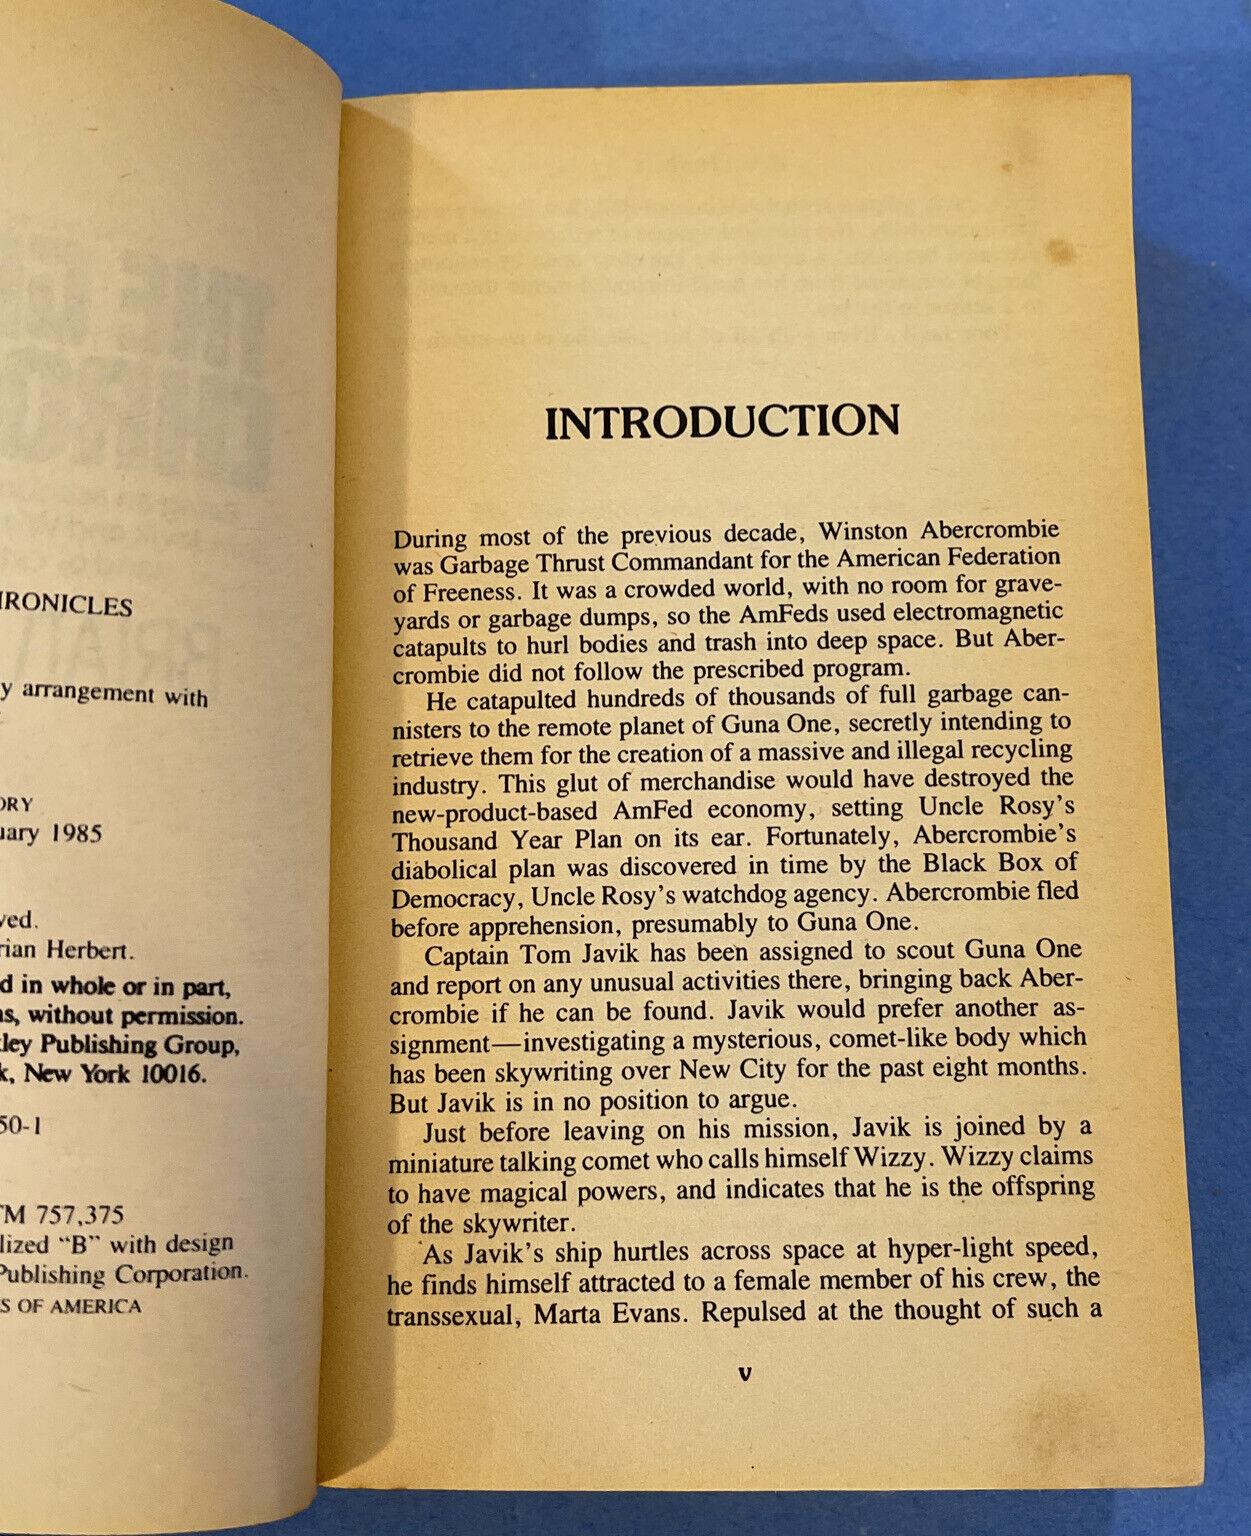 IRONICLES
y arrangement with
ORY
uary 1985
ved.
rian Herbert.
d in whole or in part,
ns, without permission.
ley Publishing Group,
k, New York 10016.
50-1
TM 757,375
lized "B" with design
Publishing Corporation.
S OF AMERICA
INTRODUCTION
During most of the previous decade, Winston Abercrombie
was Garbage Thrust Commandant for the American Federation
of Freeness. It was a crowded world, with no room for grave-
yards or garbage dumps, so the AmFeds used electromagnetic
catapults to hurl bodies and trash into deep space. But Aber-
crombie did not follow the prescribed program.
He catapulted hundreds of thousands of full garbage can-
nisters to the remote planet of Guna One, secretly intending to
retrieve them for the creation of a massive and illegal recycling
industry. This glut of merchandise would have destroyed the
new-product-based AmFed economy, setting Uncle Rosy's
Thousand Year Plan on its ear. Fortunately, Abercrombie's
diabolical plan was discovered in time by the Black Box of
Democracy, Uncle Rosy's watchdog agency. Abercrombie fled
before apprehension, presumably to Guna One.
Captain Tom Javik has been assigned to scout Guna One
and report on any unusual activities there, bringing back Aber-
crombie if he can be found. Javik would prefer another as-
signment—investigating a mysterious, comet-like body which
has been skywriting over New City for the past eight months.
But Javik is in no position to argue.
Just before leaving on his mission, Javik is joined by a
miniature talking comet who calls himself Wizzy. Wizzy claims
to have magical powers, and indicates that he is the offspring
of the skywriter.
As Javik's ship hurtles across space at hyper-light speed,
he finds himself attracted to a female member of his crew, the
transsexual, Marta Evans. Repulsed at the thought of such a
v